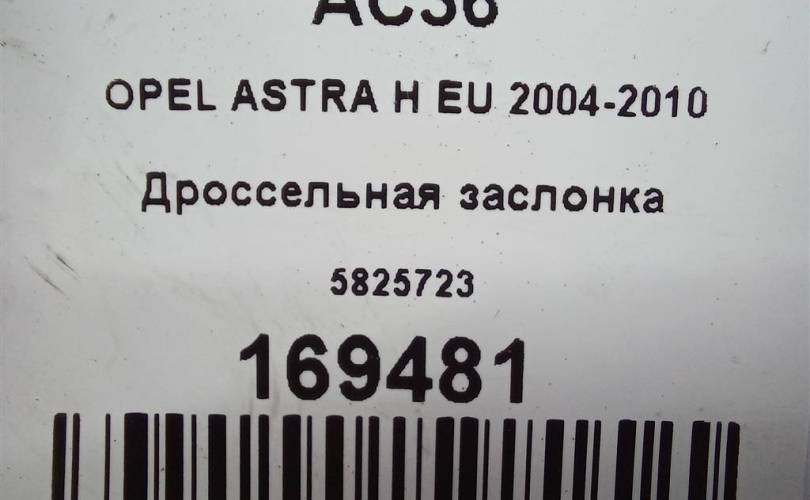 AC36
OPEL ASTRA H EU 2004-2010
Дроссельная заслонка
5825723
169481